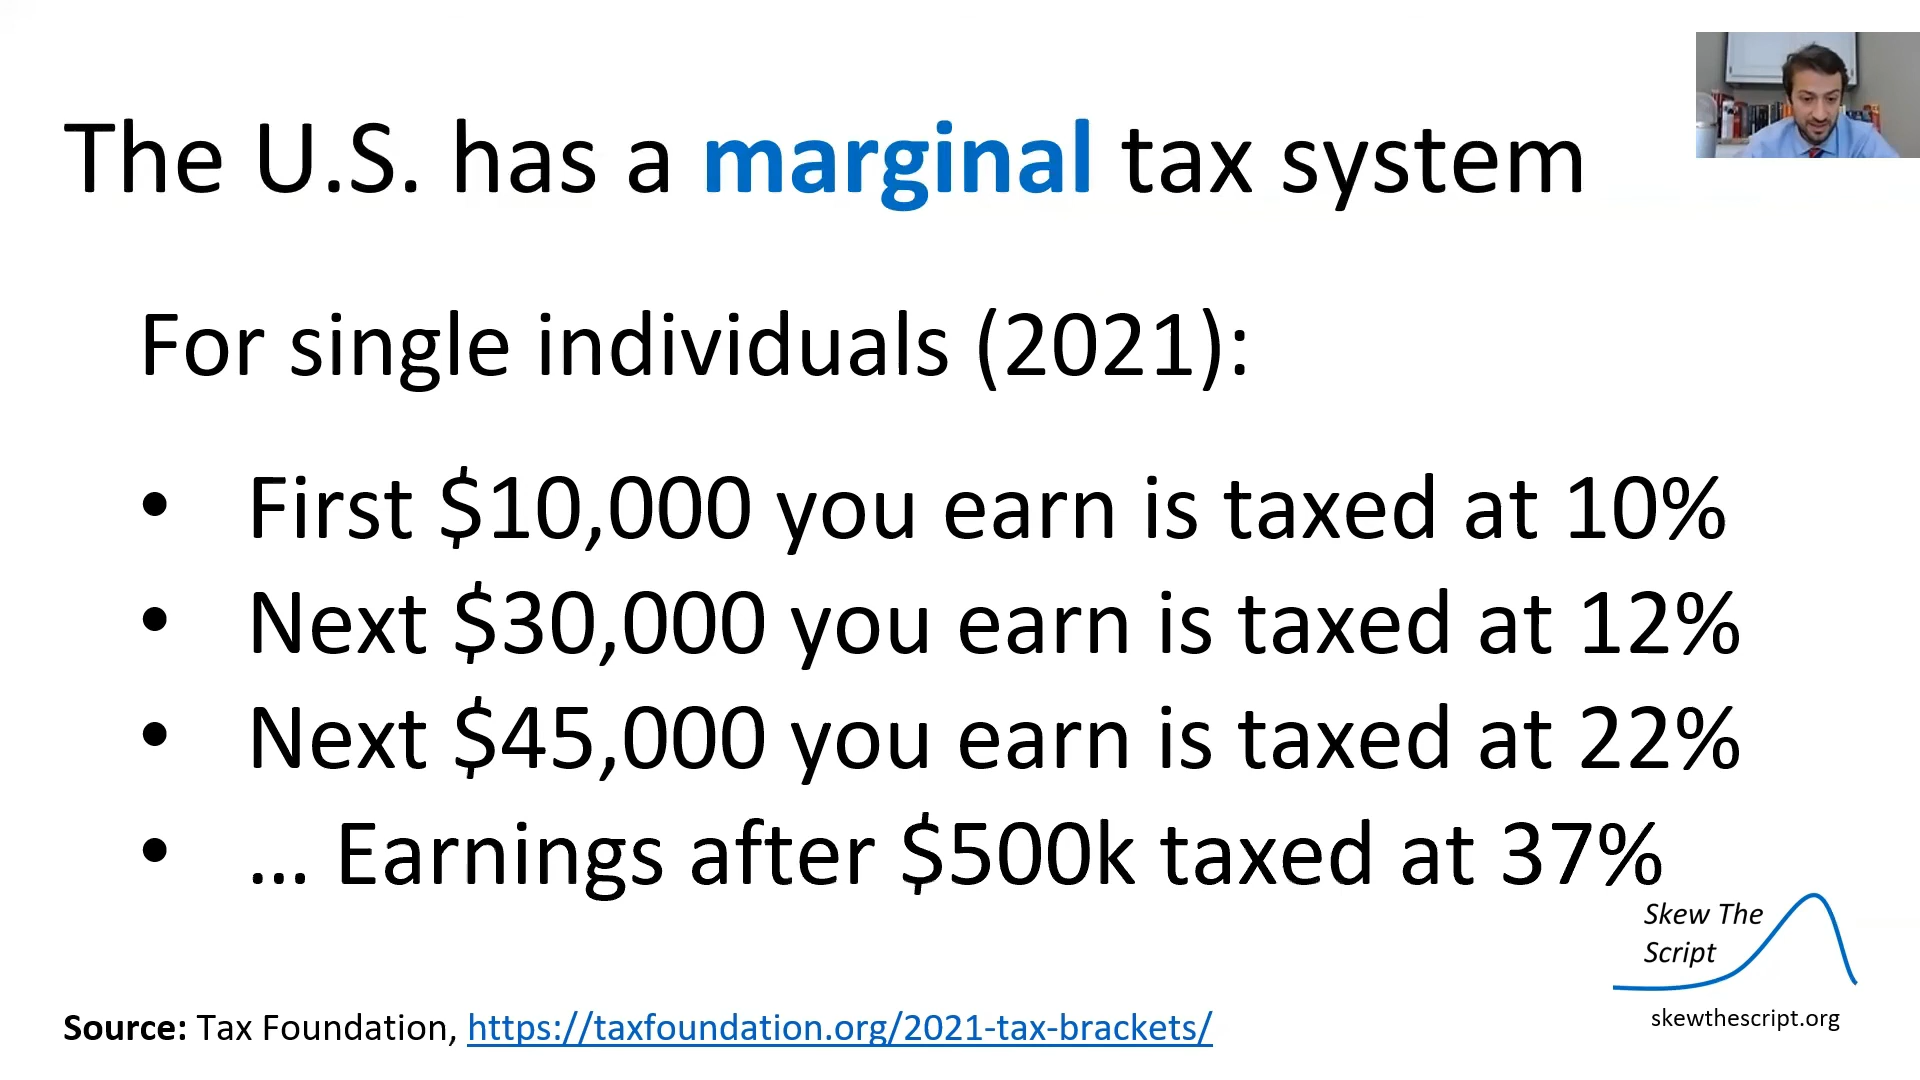 The U.S. has a marginal tax system
For single individuals (2021):
• First $10,000 you earn is taxed at 10%
• Next $30,000 you earn is taxed at 12%
• Next $45,000 you earn is taxed at 22%
• … Earnings after $500k taxed at 37%
Skew The
Script
skewthescript.org
Source: Tax Foundation, https://taxfoundation.org/2021-tax-brackets/